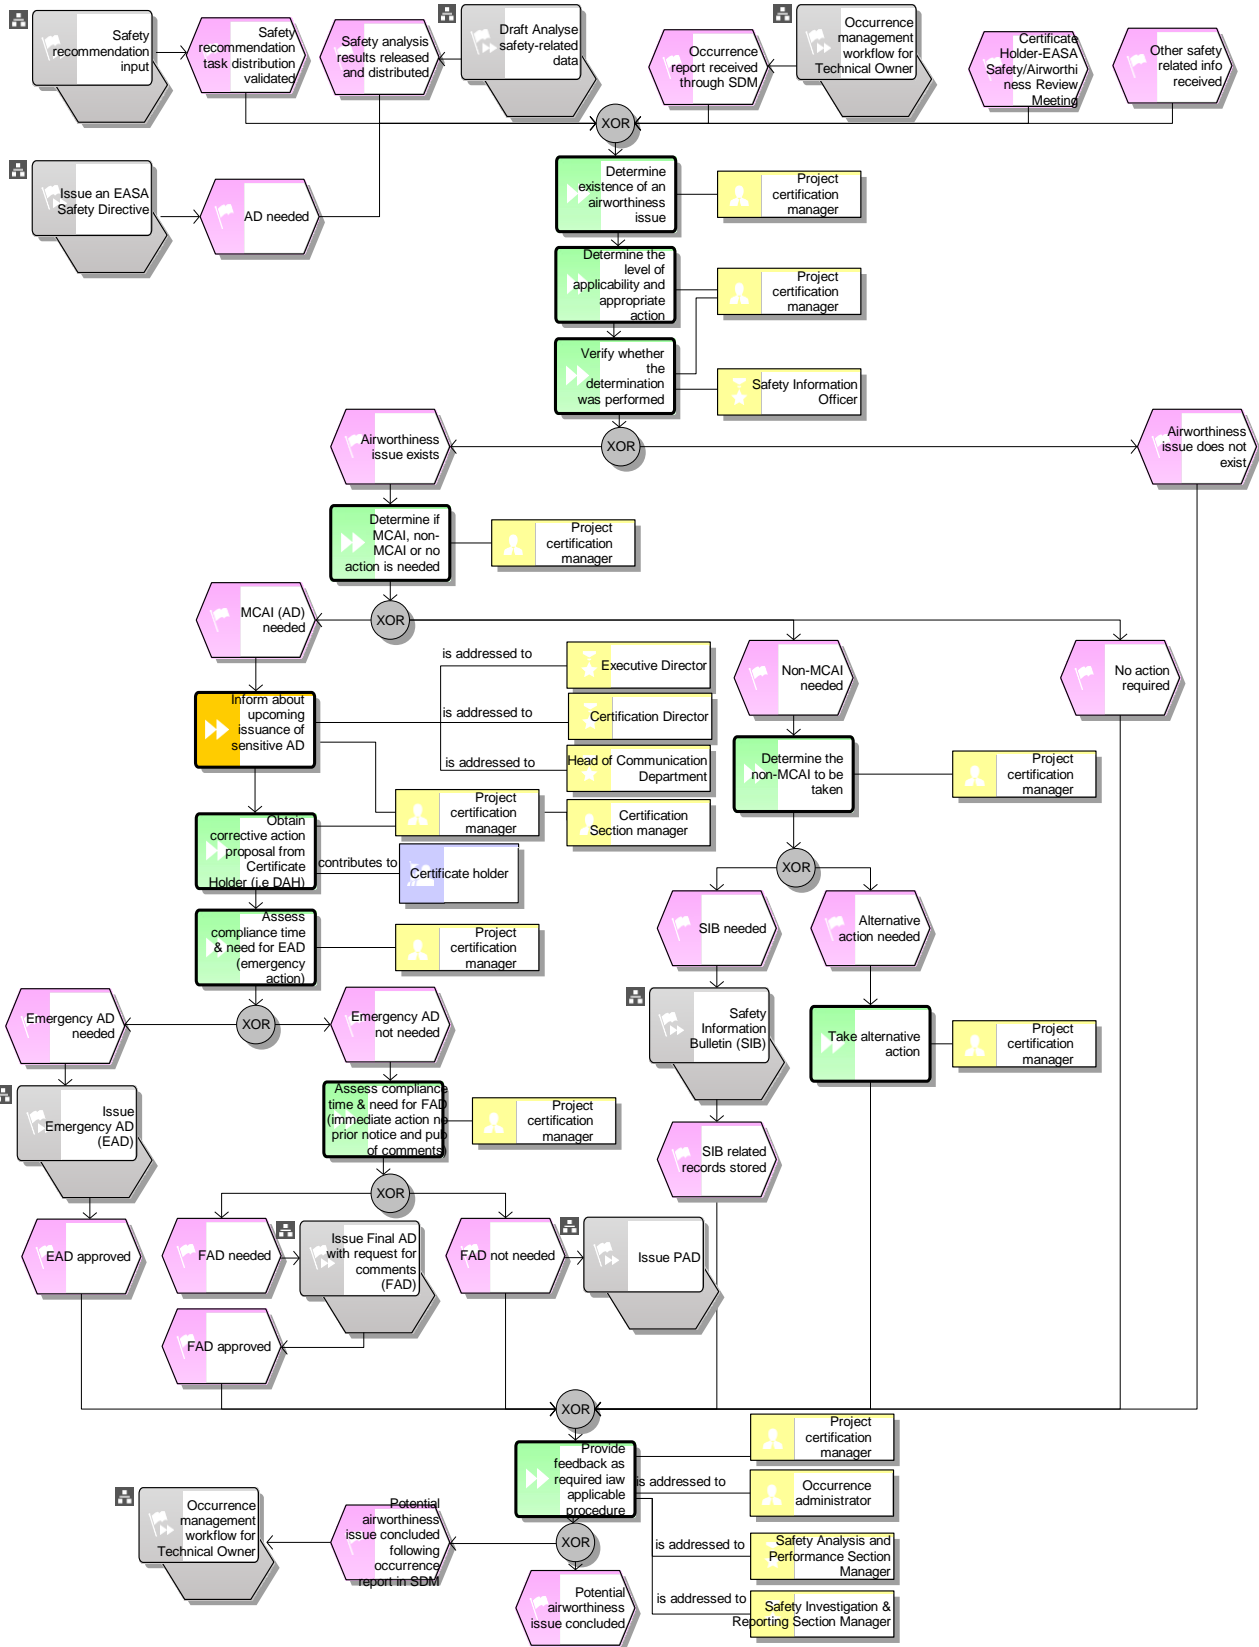 Safety
recommendation
input
Safety
recommendation
task distribution
validated
Safety analysis
results released
and distributed
Draft Analyse
safety-related
data
Occurrence
report received
through SDM
Occurrence
management
workflow for
Technical Owner
Certificate
Holder-EASA
Safety/Airworthi
ness Review
Meeting
Other safety
related info
received
XOR
Issue an EASA
Safety Directive
AD needed
Determine
existence of an
airworthiness
issue
Project
certification
manager
Determine the
level of
applicability and
appropriate
action
Project
certification
manager
Verify whether
the
determination
was performed
Safety Information
Officer
Airworthiness
issue exists
XOR
Airworthiness
issue does not
exist
Determine if
MCAI, non-
MCAI or no
action is needed
Project
certification
manager
MCAI (AD)
needed
XOR
Non-MCAI
needed
No action
required
Inform about
upcoming
issuance of
sensitive AD
is addressed to
Executive Director
is addressed to
Certification Director
is addressed to
Head of Communication
Department
Determine the
non-MCAI to be
taken
Project
certification
manager
Project
certification
manager
Certification
Section manager
Obtain
corrective action
proposal from
Certificate
Holder (i.e DAH)
contributes to
Certificate holder
XOR
Assess
compliance time
& need for EAD
(emergency
action)
Project
certification
manager
SIB needed
Alternative
action needed
Emergency AD
needed
XOR
Emergency AD
not needed
Safety
Information
Bulletin (SIB)
Take alternative
action
Project
certification
manager
Issue
Emergency AD
(EAD)
Assess compliance
time & need for FAD
(immediate action no
prior notice and pub
of comments)
Project
certification
manager
SIB related
records stored
XOR
EAD approved
FAD needed
Issue Final AD
with request for
comments
(FAD)
FAD not needed
Issue PAD
FAD approved
XOR
Provide
feedback as
required iaw
applicable
procedure
Project
certification
manager
is addressed to
Occurrence
administrator
is addressed to
Safety Analysis and
Performance Section
Manager
is addressed to
Safety Investigation &
Reporting Section Manager
Occurrence
management
workflow for
Technical Owner
Potential
airworthiness
issue concluded
following
occurrence
report in SDM
XOR
Potential
airworthiness
issue concluded